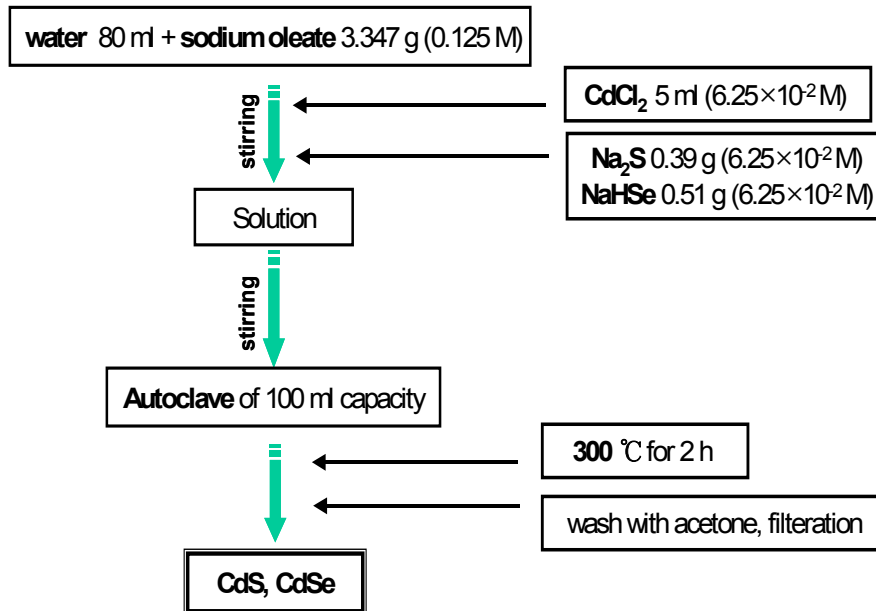 water 80 ml + sodium oleate 3.347 g (0.125 M)
CdCl₂ 5 ml (6.25×10⁻² M)
stirring
Na₂S 0.39 g (6.25×10⁻² M)
NaHSe 0.51 g (6.25×10⁻² M)
Solution
stirring
Autoclave of 100 ml capacity
300 ℃ for 2 h
wash with acetone, filteration
CdS, CdSe